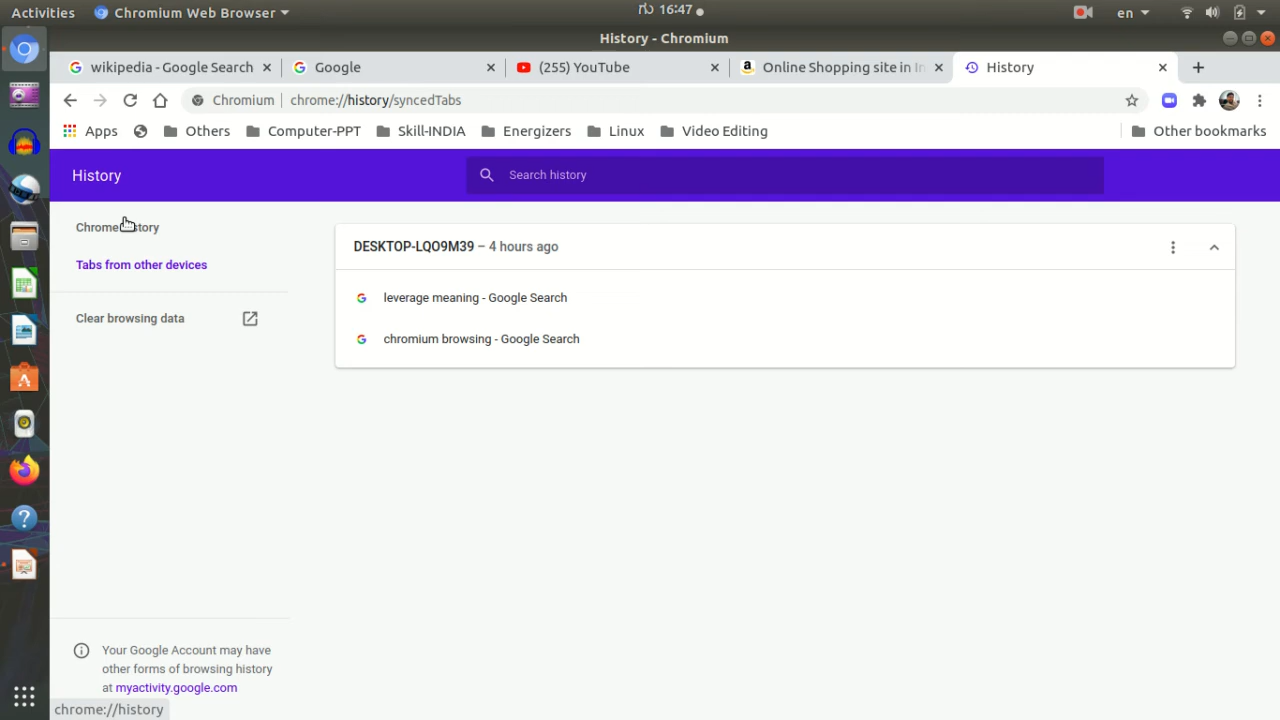 Activities
Chromium Web Browser
16:47
en
History - Chromium
wikipedia - Google Search
Google
(255) YouTube
Online Shopping site in In
History
Chromium
chrome://history/syncedTabs
Apps
Others
Computer-PPT
Skill-INDIA
Energizers
Linux
Video Editing
Other bookmarks
History
Search history
Chrome history
Tabs from other devices
Clear browsing data
DESKTOP-LQO9M39 – 4 hours ago
leverage meaning - Google Search
chromium browsing - Google Search
Your Google Account may have
other forms of browsing history
at myactivity.google.com
chrome://history